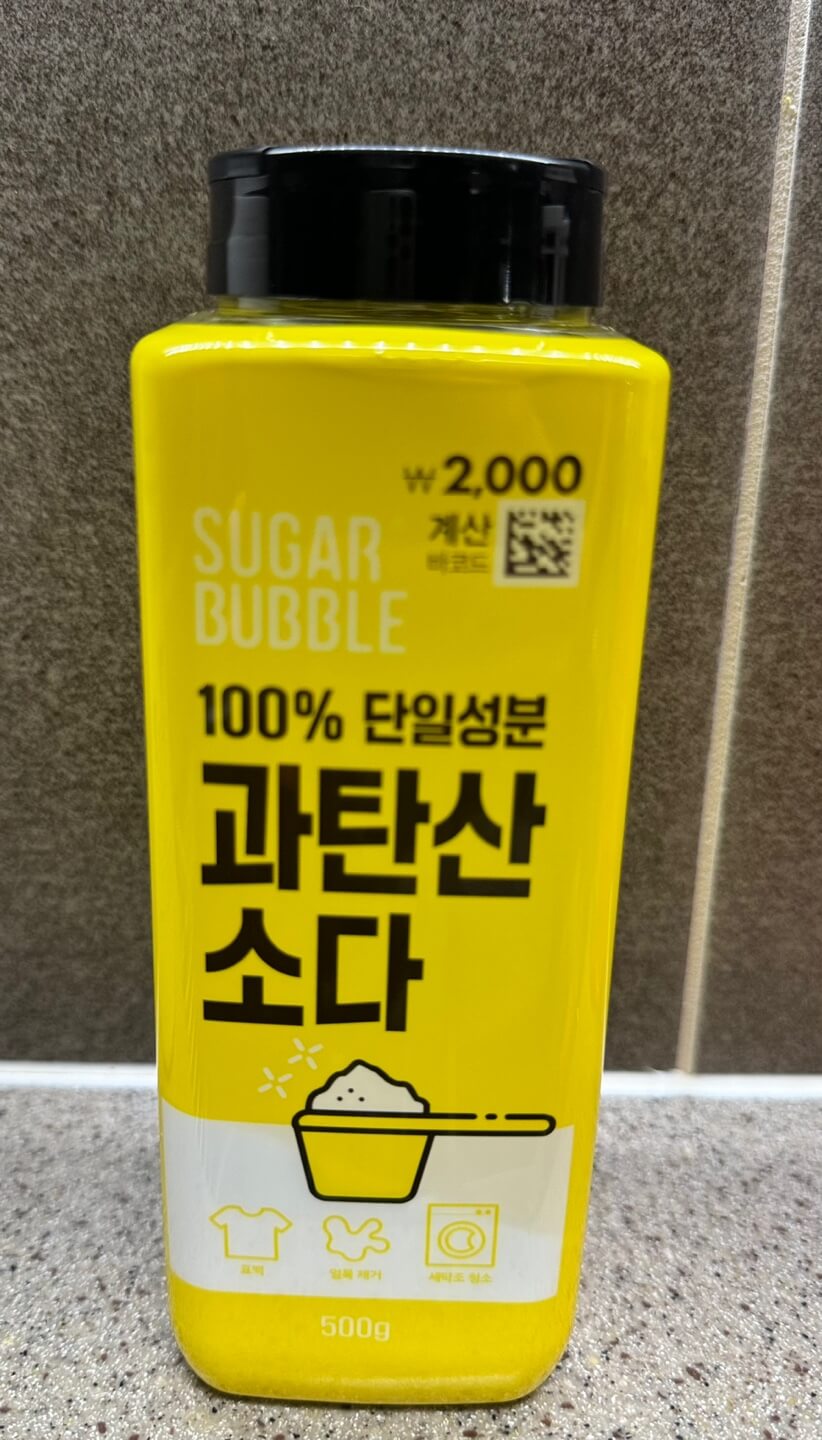 ₩2,000
계산
바코드
SUGAR
BUBBLE
100% 단일성분
과탄산
소다
표백
얼룩 제거
세탁조 청소
500g